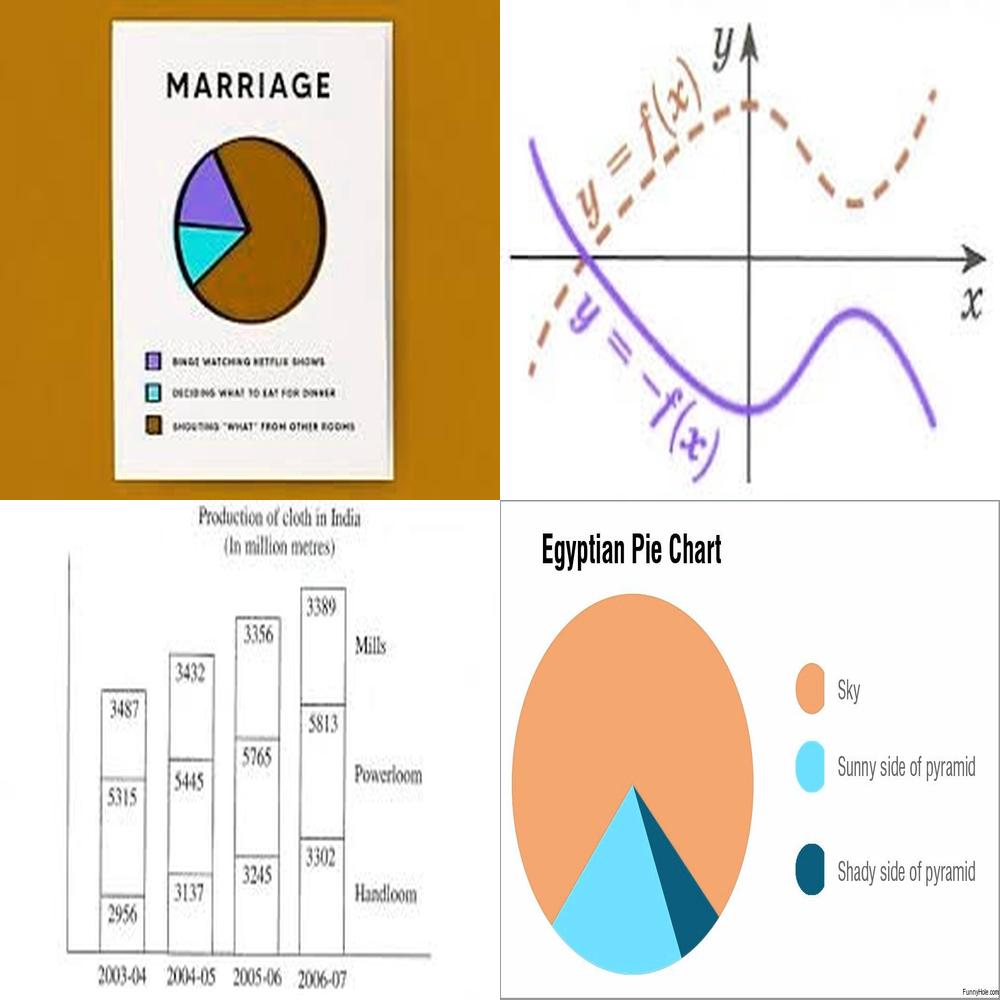 MARRIAGE
BINGE WATCHING NETFLIX SHOWS
DECIDING WHAT TO EAT FOR DINNER
SHOUTING "WHAT" FROM OTHER ROOMS
y
y = f(x)
x
y = -f(x)
Production of cloth in India
(In million metres)
3487
5315
2956
3432
5445
3137
3356
5765
3245
3389
5813
3302
Mills
Powerloom
Handloom
2003-04 2004-05 2005-06 2006-07
Egyptian Pie Chart
Sky
Sunny side of pyramid
Shady side of pyramid
FunnyHole.com